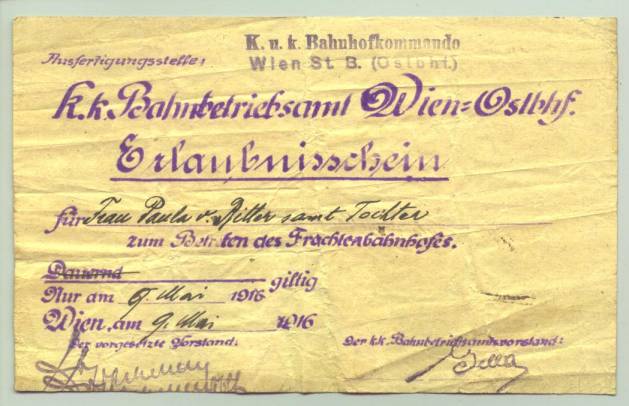 K. u. k. Bahnhofkommando
Ausfertigungsstelle:
Wien St. B. (Ostbhf.)
k.k. Bahnbetriebsamt Wien=Ostbhf.
Erlaubnisschein
für Frau Paula v. Ritter samt Tochter
zum Betreten des Frachtenbahnhofes.
Dauernd giltig
Nur am 9. Mai 1916
Wien, am 9. Mai 1916
Der vorgesetzte Vorstand:
Der kk. Bahnbetriebsamtsvorstand: